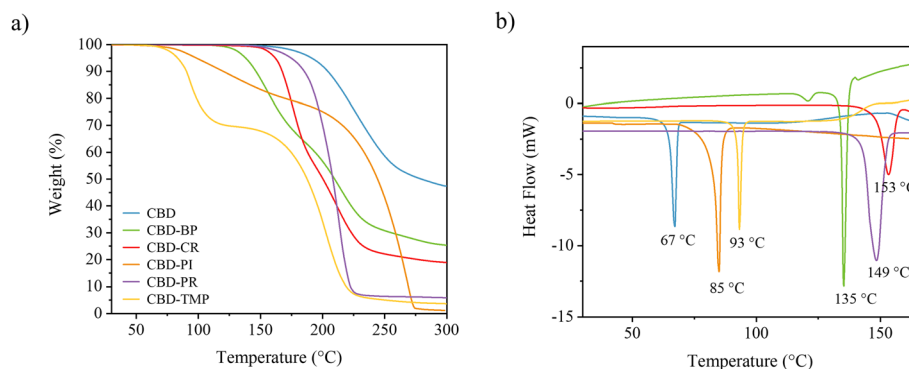 a)
100
90
80
70
60
50
40
30
20
10
0
Weight (%)
CBD
CBD-BP
CBD-CR
CBD-PI
CBD-PR
CBD-TMP
50
100
150
200
250
300
Temperature (°C)
b)
0
-5
-10
-15
Heat Flow (mW)
67 °C
85 °C
93 °C
135 °C
153 °C
149 °C
50
100
150
Temperature (°C)